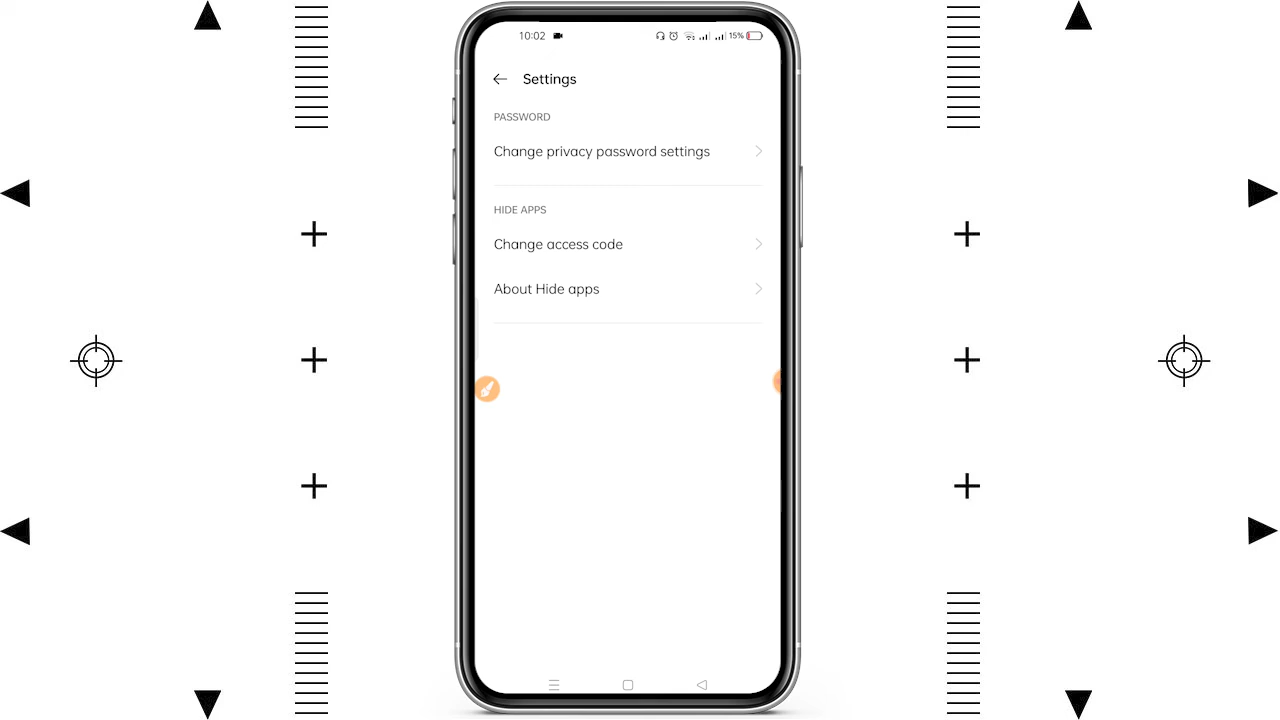 10:02 15%
Settings
PASSWORD
Change privacy password settings
HIDE APPS
Change access code
About Hide apps